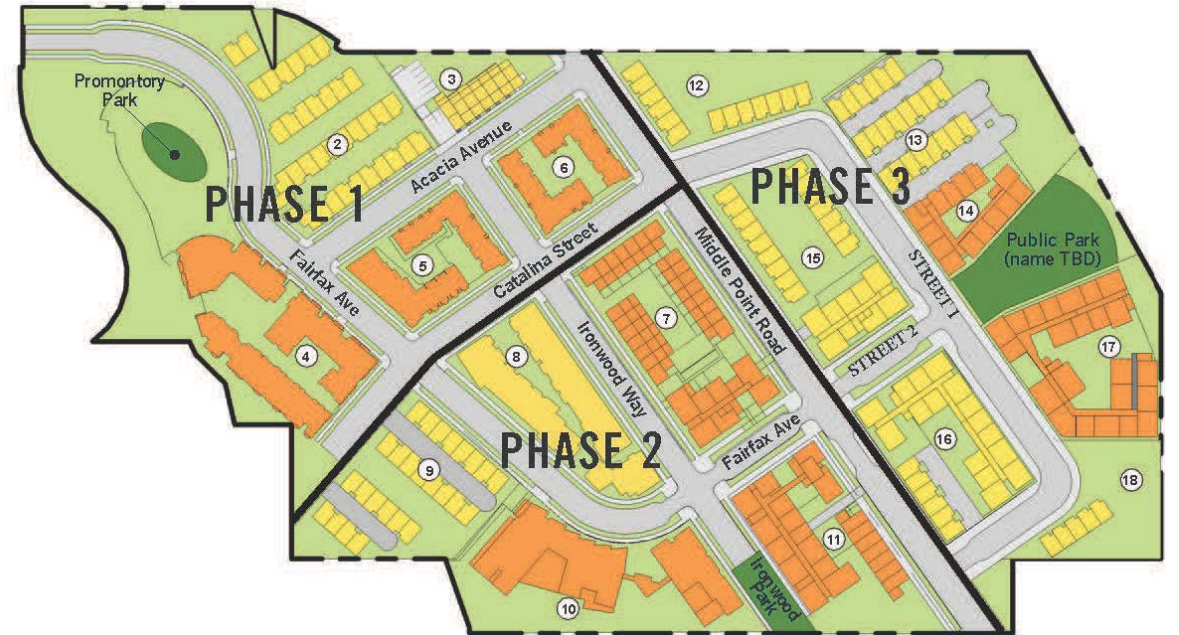 Promontory
Park
PHASE 1
2
3
Acacia Avenue
6
5
Catalina Street
Fairfax Ave
4
12
13
PHASE 3
14
Public Park
(name TBD)
15
STREET 1
STREET 2
Middle Point Road
17
16
18
7
8
Ironwood Way
PHASE 2
Fairfax Ave
9
10
11
Ironwood
Park